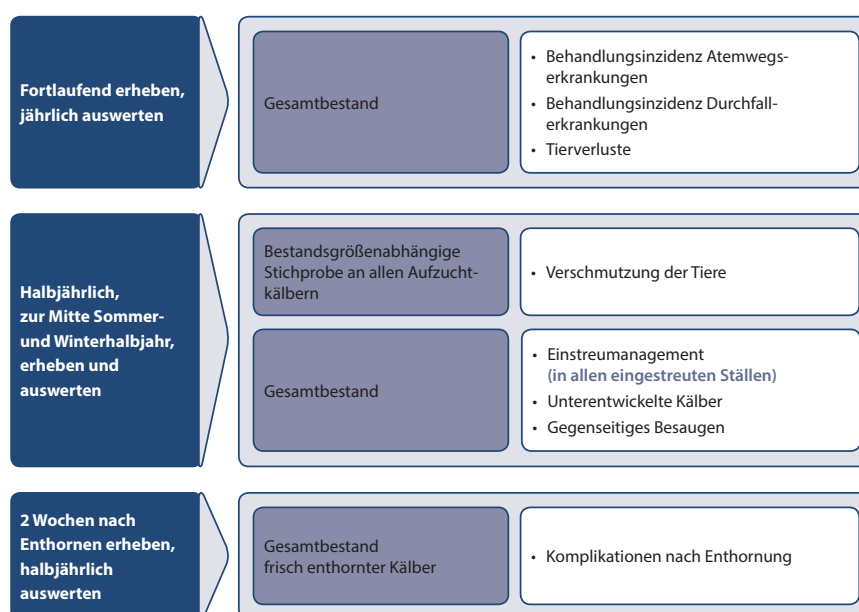 Fortlaufend erheben,
jährlich auswerten
Gesamtbestand
• Behandlungsinzidenz Atemwegs-
erkrankungen
• Behandlungsinzidenz Durchfall-
erkrankungen
• Tierverluste
Halbjährlich,
zur Mitte Sommer-
und Winterhalbjahr,
erheben und
auswerten
Bestandsgrößenabhängige
Stichprobe an allen Aufzucht-
kälbern
• Verschmutzung der Tiere
Gesamtbestand
• Einstreumanagement
(in allen eingestreuten Ställen)
• Unterentwickelte Kälber
• Gegenseitiges Besaugen
2 Wochen nach
Enthornen erheben,
halbjährlich
auswerten
Gesamtbestand
frisch enthornter Kälber
• Komplikationen nach Enthornung